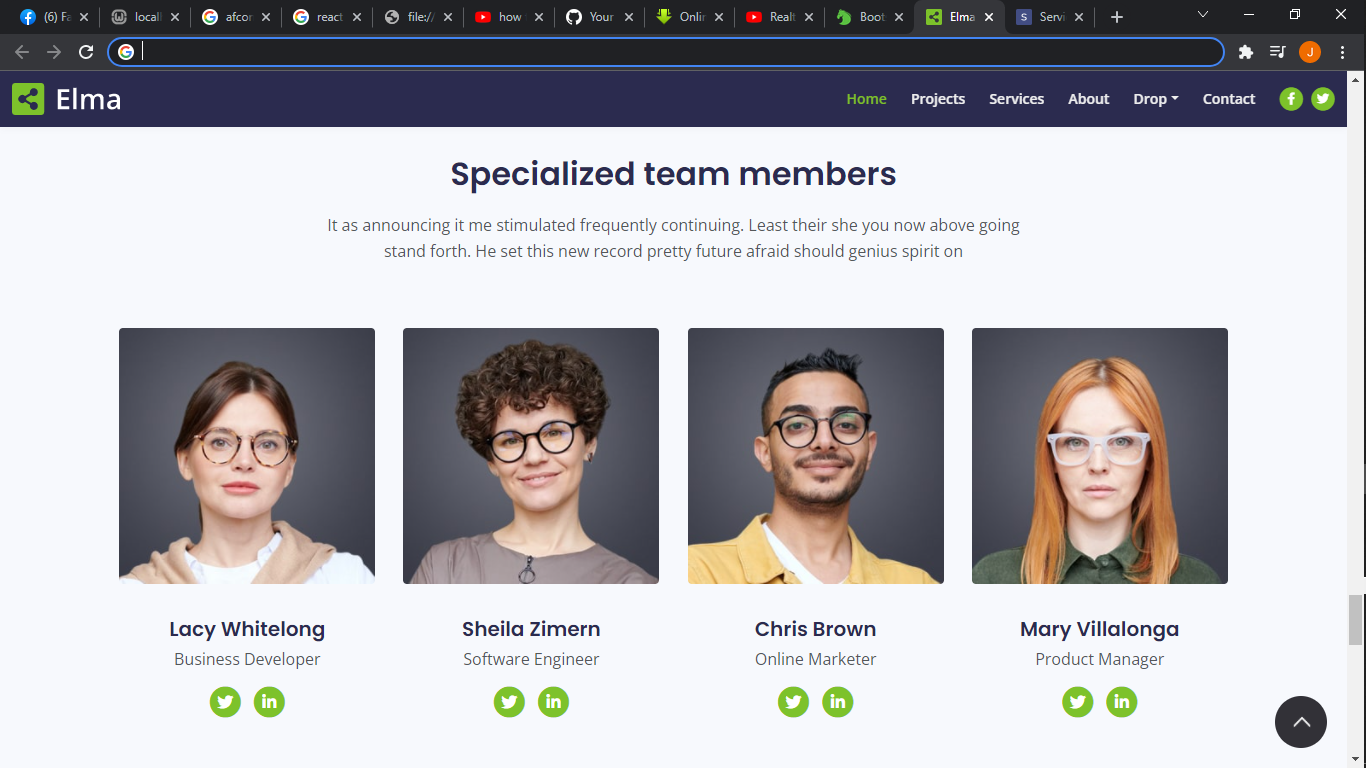 (6) Fa
locall
afcon
react
file://
how t
Your
Onlin
Realt
Boot
Elma
Servi
J
Elma
Home Projects Services About Drop Contact
Specialized team members
It as announcing it me stimulated frequently continuing. Least their she you now above going
stand forth. He set this new record pretty future afraid should genius spirit on
Lacy Whitelong
Business Developer
Sheila Zimern
Software Engineer
Chris Brown
Online Marketer
Mary Villalonga
Product Manager